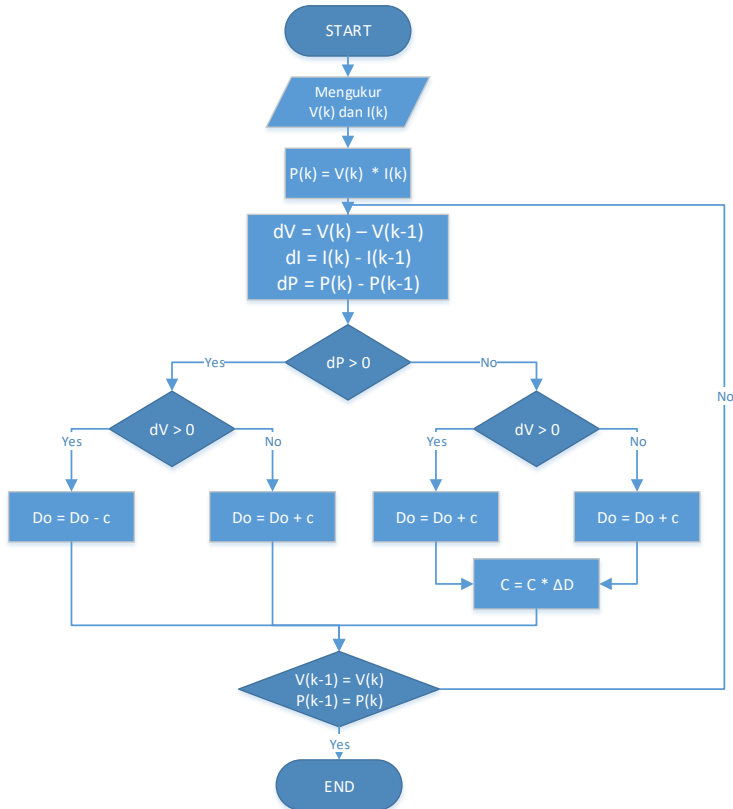 START
Mengukur
V(k) dan I(k)
P(k) = V(k) * I(k)
dV = V(k) – V(k-1)
dI = I(k) - I(k-1)
dP = P(k) - P(k-1)
dP > 0
Yes
No
dV > 0
dV > 0
No
Yes
No
Yes
No
Do = Do - c
Do = Do + c
Do = Do + c
Do = Do + c
C = C * ΔD
V(k-1) = V(k)
P(k-1) = P(k)
Yes
END